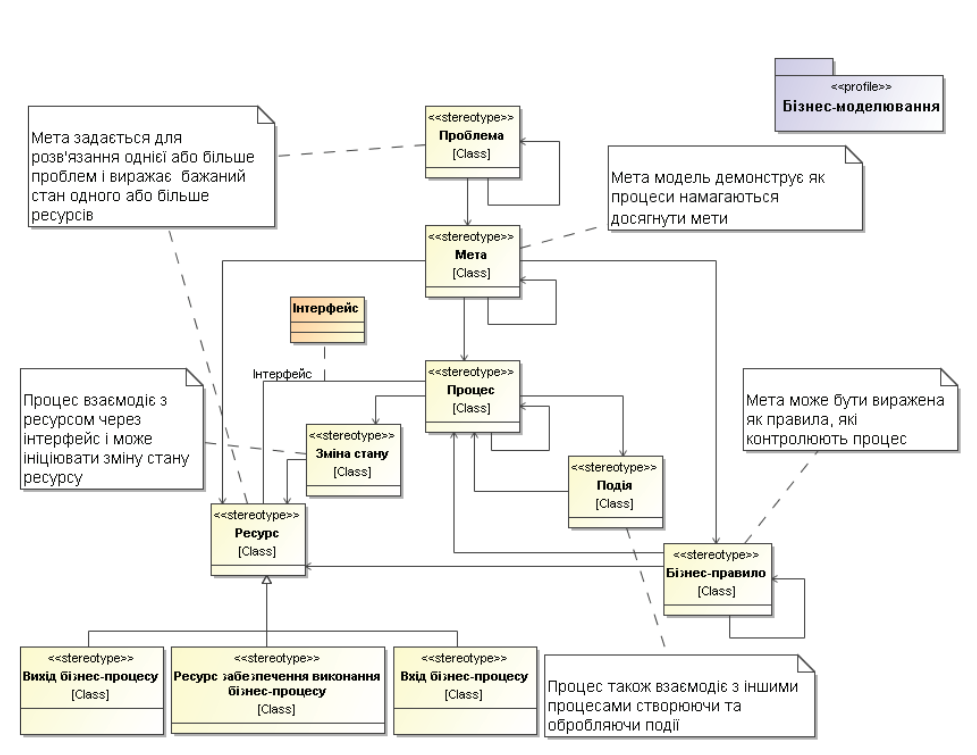 <<profile>>
Бізнес-моделювання
<<stereotype>>
Проблема
[Class]
Мета задається для
розв'язання однієї або більше
проблем і виражає бажаний
стан одного або більше
ресурсів
Мета модель демонструє як
процеси намагаються
досягнути мети
<<stereotype>>
Мета
[Class]
Інтерфейс
Інтерфейс
<<stereotype>>
Процес
[Class]
Процес взаємодіє з
ресурсом через
інтерфейс і може
ініціювати зміну стану
ресурсу
Мета може бути виражена
як правила, які
контролюють процес
<<stereotype>>
Зміна стану
[Class]
<<stereotype>>
Подія
[Class]
<<stereotype>>
Ресурс
[Class]
<<stereotype>>
Бізнес-правило
[Class]
<<stereotype>>
Вихід бізнес-процесу
[Class]
<<stereotype>>
Ресурс забезпечення виконання
бізнес-процесу
[Class]
<<stereotype>>
Вхід бізнес-процесу
[Class]
Процес також взаємодіє з іншими
процесами створюючи та
обробляючи події